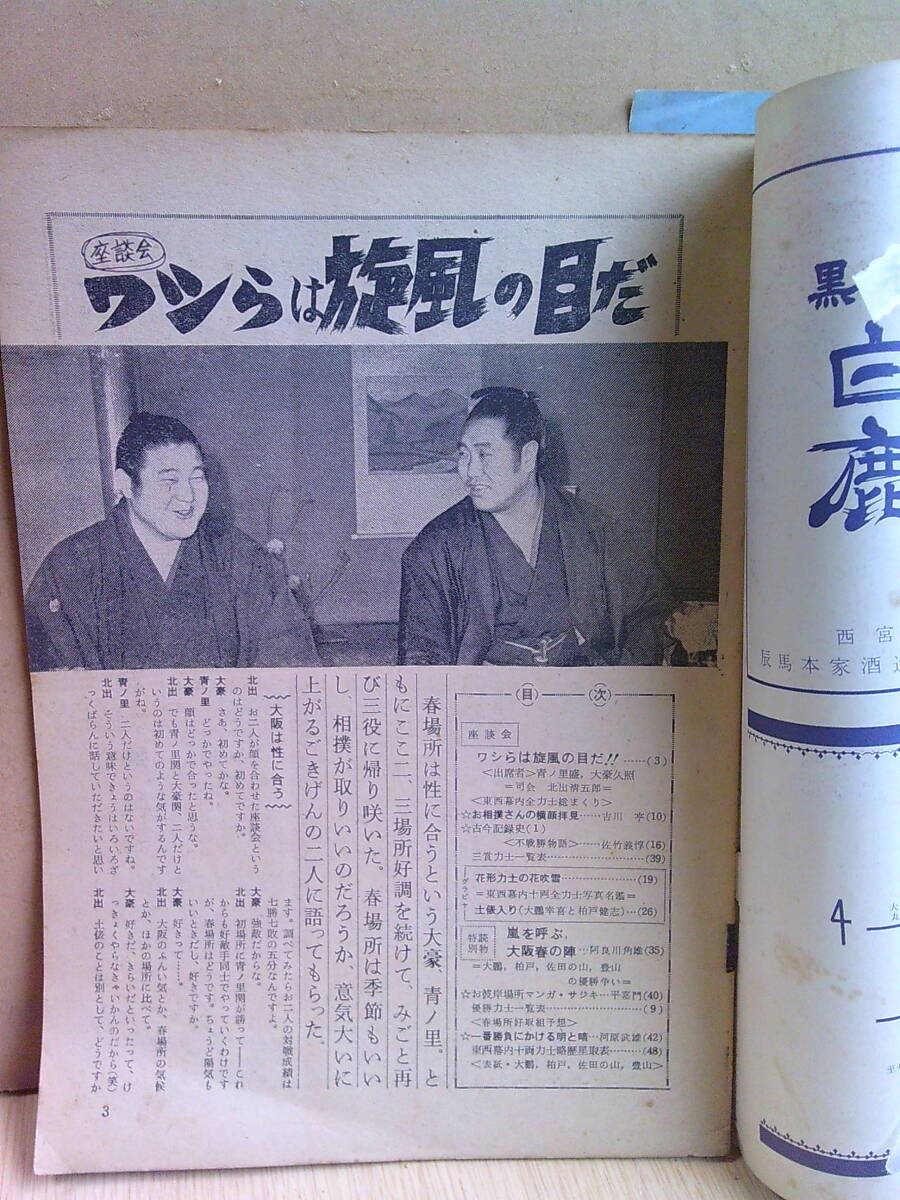 座談会
ワシらは旋風の目だ
春場所は性に合うという大豪、青ノ里。と
もにここ二、三場所好調を続けて、みごと再
び三役に帰り咲いた。春場所は季節もいい
し、相撲が取りいいのだろうか、意気大いに
上がるごきげんの二人に語ってもらった。
大阪は性に合う
北出 お二人が顔を合わせた座談会という
のはどうですか、初めてですか。
大豪 さあ、初めてかな。
青ノ里 どっかでやったね。
大豪 顔はどっかで合ったと思うな。
北出 でも青ノ里関と大豪関、二人だけと
いうのは初めてのような気がするんです
がね。
青ノ里 二人だけというのはないですね。
北出 そういう意味できょうはいろいろざ
っくばらんに話していただきたいと思い
ます。調べてみたらお二人の対戦成績は
七勝七敗の五分なんですよ。
大豪 強敵だからな。
北出 初場所に青ノ里関が勝って――これ
からも好敵手同士でやっていくわけです
が、春場所はどうです。ちょうど陽気も
いいときだし、好きですか。
大豪 好きって……。
北出 大阪のふんい気とか、春場所の気候
とか、ほかの場所に比べて。
大豪 好きだ、きらいだといったって、け
っきょくやらなきゃいかんのだから（笑）
北出 土俵のことは別として、どうですか
目次
座談会
ワシらは旋風の目だ!!……(3)
＜出席者＞青ノ里盛，大豪久照
＝司会 北出清五郎＝
＜東西幕内全力士総まくり＞
☆お相撲さんの横顔拝見……吉川 宰(10)
☆古今記録史(1)
＜不戦勝物語＞……佐竹義惇(16)
三賞力士一覧表……(39)
グラビア
花形力士の花吹雪……(19)
＝東西幕内十両全力士写真名鑑＝
土俵入り(大鵬幸喜と柏戸健志)…(26)
特別読物
嵐を呼ぶ，
大阪春の陣…阿良川角雄(35)
＝大鵬，柏戸，佐田の山，豊山
の優勝争い＝
☆お彼岸場所マンガ・サジキ…平嘉門(40)
優勝力士一覧表……(9)
＜春場所好取組予想＞
☆一番勝負にかける明と暗…河原武雄(42)
東西幕内十両力士略歴星取表……(48)
＜表紙・大鵬，柏戸，佐田の山，豊山＞
3
黒
白
鹿
西宮
辰馬本家酒造
4